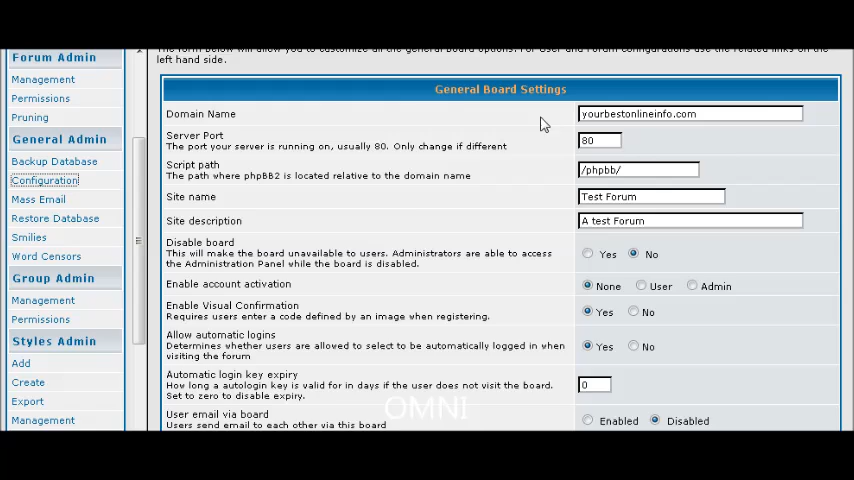 The form below will allow you to customize all the general board options. For User and Forum configurations use the related links on the
left hand side.
Forum Admin
Management
Permissions
Pruning
General Admin
Backup Database
Configuration
Mass Email
Restore Database
Smilies
Word Censors
Group Admin
Management
Permissions
Styles Admin
Add
Create
Export
Management
General Board Settings
Domain Name
yourbestonlineinfo.com
Server Port
The port your server is running on, usually 80. Only change if different
80
Script path
The path where phpBB2 is located relative to the domain name
/phpbb/
Site name
Test Forum
Site description
A test Forum
Disable board
This will make the board unavailable to users. Administrators are able to access
the Administration Panel while the board is disabled.
Yes No
Enable account activation
None User Admin
Enable Visual Confirmation
Requires users enter a code defined by an image when registering.
Yes No
Allow automatic logins
Determines whether users are allowed to select to be automatically logged in when
visiting the forum
Yes No
Automatic login key expiry
How long a autologin key is valid for in days if the user does not visit the board.
Set to zero to disable expiry.
0
User email via board
Users send email to each other via this board
Enabled Disabled
OMNI